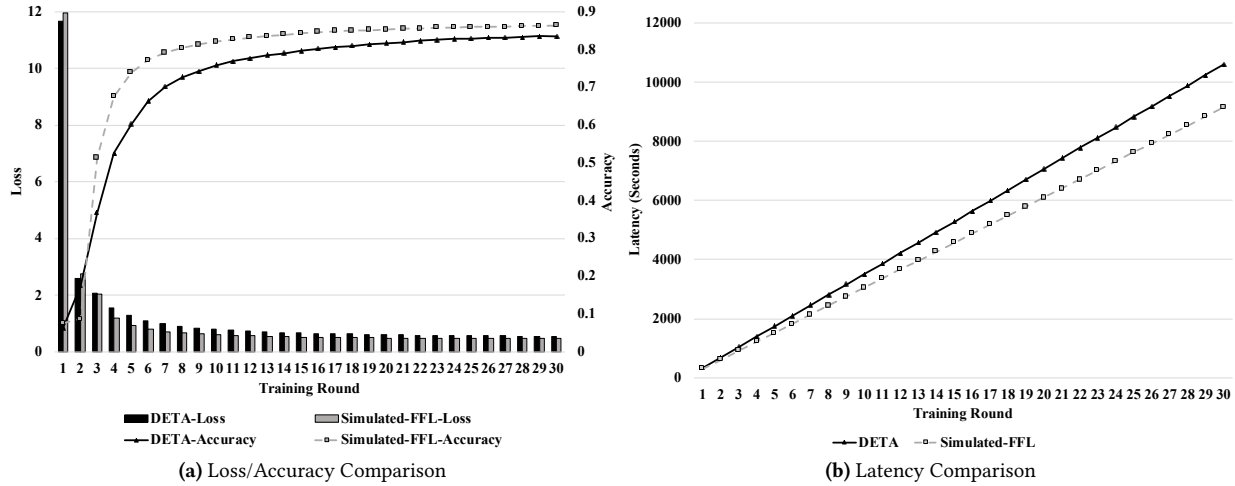 12
10
8
6
4
2
0
Loss
0.9
0.8
0.7
0.6
0.5
0.4
0.3
0.2
0.1
0
Accuracy
1 2 3 4 5 6 7 8 9 10 11 12 13 14 15 16 17 18 19 20 21 22 23 24 25 26 27 28 29 30
Training Round
DETA-Loss Simulated-FFL-Loss
DETA-Accuracy Simulated-FFL-Accuracy
(a) Loss/Accuracy Comparison
12000
10000
8000
6000
4000
2000
0
Latency (Seconds)
1 2 3 4 5 6 7 8 9 10 11 12 13 14 15 16 17 18 19 20 21 22 23 24 25 26 27 28 29 30
Training Round
DETA Simulated-FFL
(b) Latency Comparison